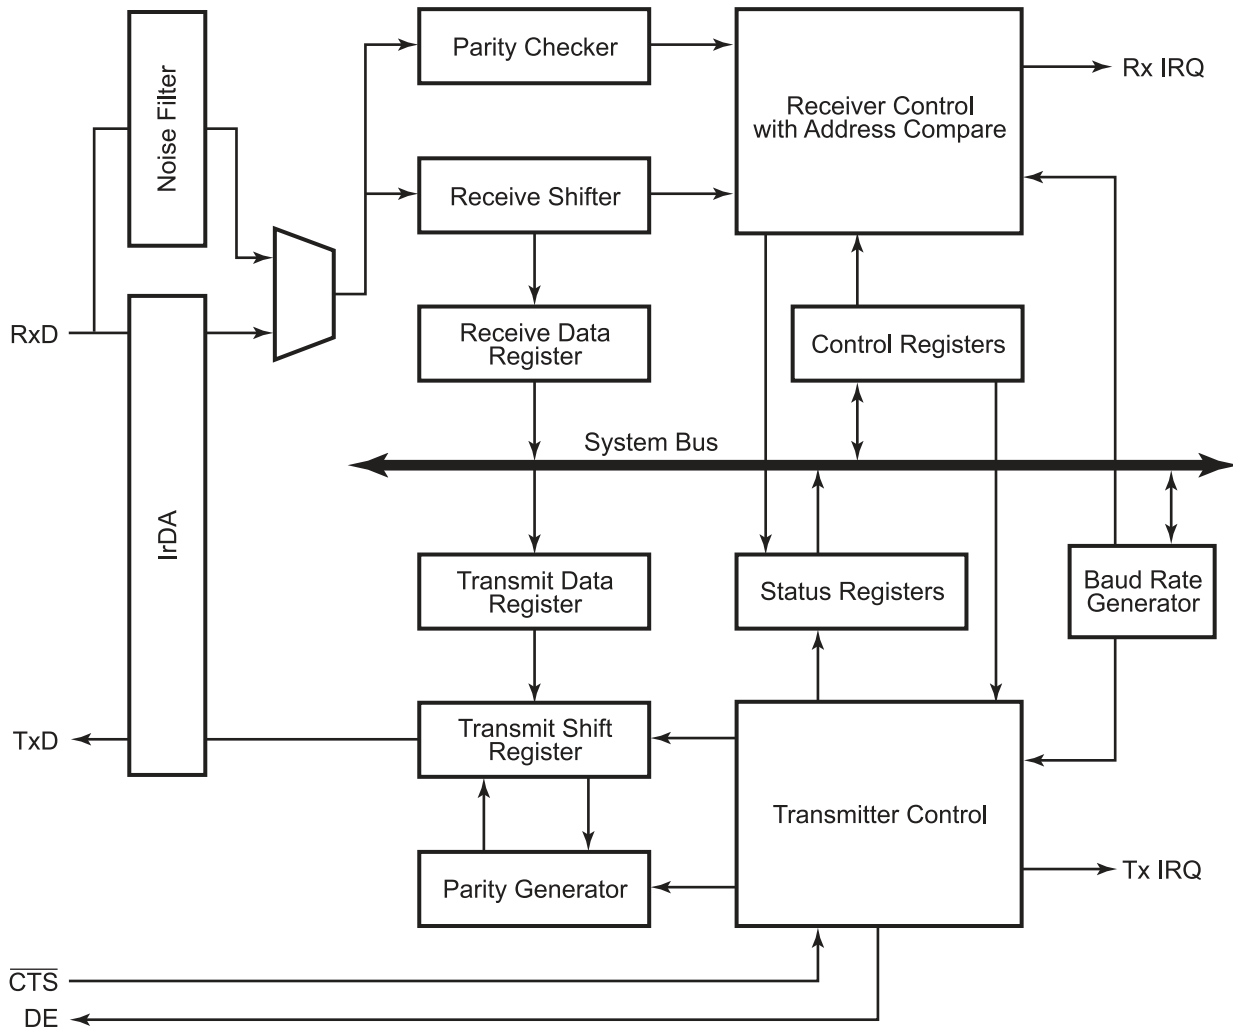 Noise Filter
Parity Checker
Receiver Control
with Address Compare
Rx IRQ
Receive Shifter
RxD
Receive Data
Register
Control Registers
System Bus
IrDA
Transmit Data
Register
Status Registers
Baud Rate
Generator
TxD
Transmit Shift
Register
Transmitter Control
Parity Generator
Tx IRQ
CTS
DE